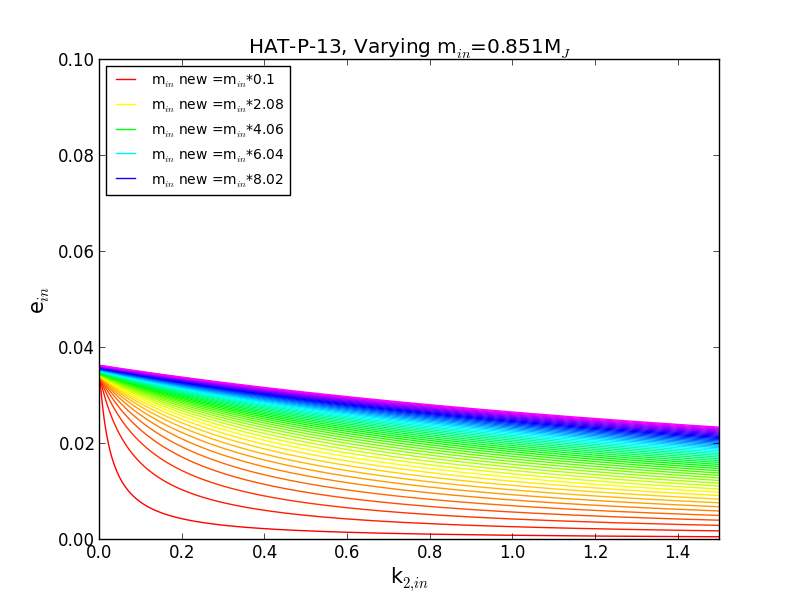 HAT-P-13, Varying m_in=0.851M_J
0.10
0.08
0.06
0.04
0.02
0.00
e_in
m_in new =m_in*0.1
m_in new =m_in*2.08
m_in new =m_in*4.06
m_in new =m_in*6.04
m_in new =m_in*8.02
0.0 0.2 0.4 0.6 0.8 1.0 1.2 1.4
k_2,in